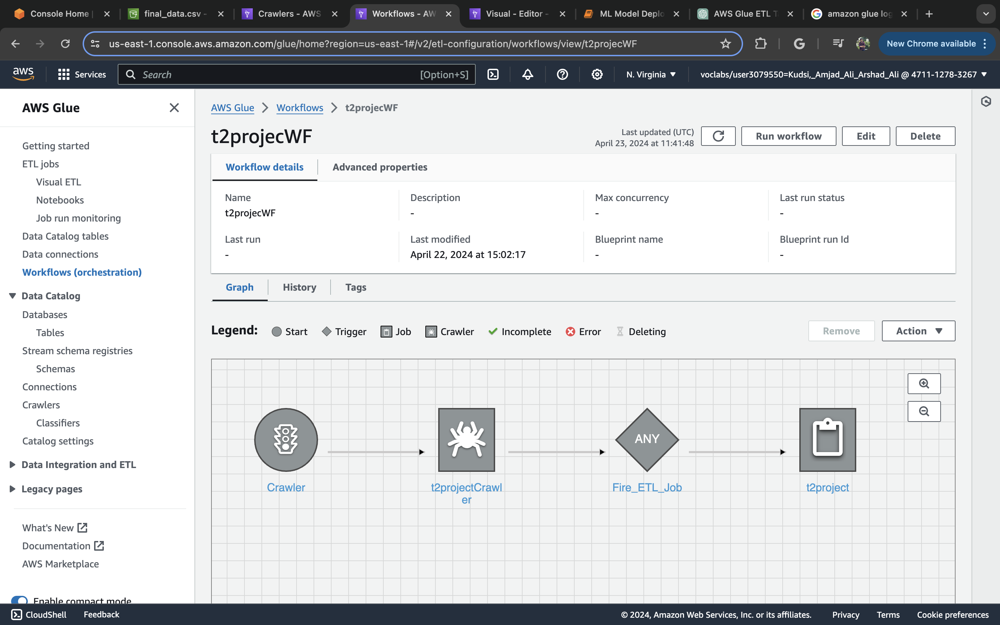 Console Home
final_data.csv -
Crawlers - AWS
Workflows - AW
Visual - Editor -
ML Model Deplo
AWS Glue ETL T
amazon glue log
us-east-1.console.aws.amazon.com/glue/home?region=us-east-1#/v2/etl-configuration/workflows/view/t2projecWF
New Chrome available
aws
Services
Search
[Option+S]
N. Virginia
voclabs/user3079550=Kudsi,_Amjad_Ali_Arshad_Ali @ 4711-1278-3267
AWS Glue
Getting started
ETL jobs
Visual ETL
Notebooks
Job run monitoring
Data Catalog tables
Data connections
Workflows (orchestration)
Data Catalog
Databases
Tables
Stream schema registries
Schemas
Connections
Crawlers
Classifiers
Catalog settings
Data Integration and ETL
Legacy pages
What's New
Documentation
AWS Marketplace
Enable compact mode
AWS Glue > Workflows > t2projecWF
t2projecWF
Last updated (UTC)
April 23, 2024 at 11:41:48
Run workflow
Edit
Delete
Workflow details
Advanced properties
Name
t2projecWF
Description
-
Max concurrency
-
Last run status
-
Last run
-
Last modified
April 22, 2024 at 15:02:17
Blueprint name
-
Blueprint run Id
-
Graph
History
Tags
Legend:
Start
Trigger
Job
Crawler
Incomplete
Error
Deleting
Remove
Action
ANY
Crawler
t2projectCrawl
er
Fire_ETL_Job
t2project
CloudShell
Feedback
© 2024, Amazon Web Services, Inc. or its affiliates.
Privacy
Terms
Cookie preferences